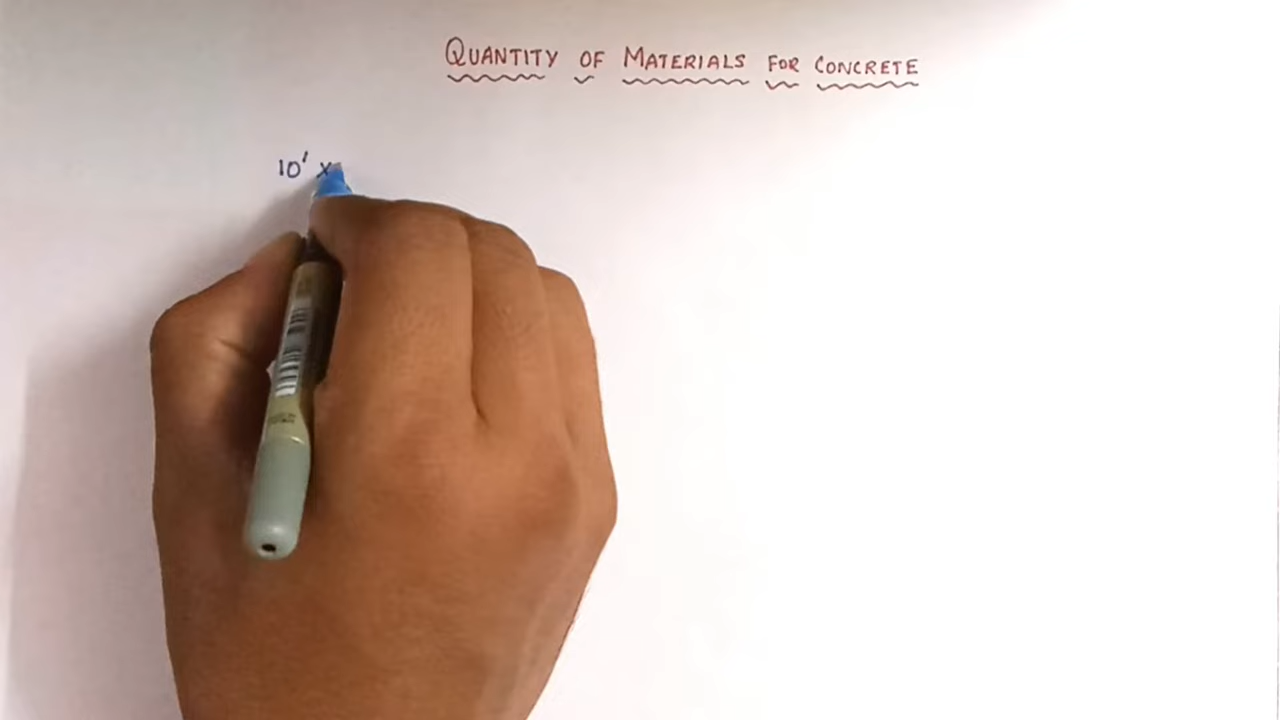 QUANTITY OF MATERIALS FOR CONCRETE
10' x